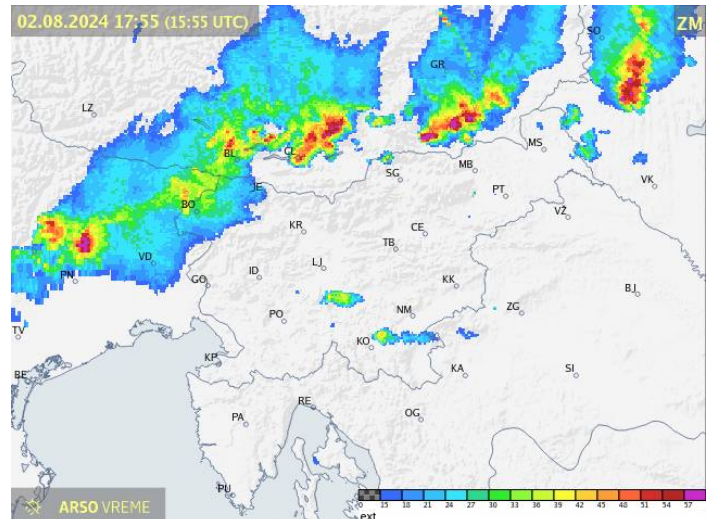 02.08.2024 17:55 (15:55 UTC)
ZM
SO
GR
LZ
BL
CL
MS
SG
MB
VK
JE
PT
BO
VŽ
KR
CE
TB
VD
LJ
ID
PN
GO
KK
BJ
NM
ZG
PO
TV
KO
KP
BE
KA
SI
RE
PA
OG
PU
ARSO VREME
0 15 18 21 24 27 30 33 36 39 42 45 48 51 54 57
ext